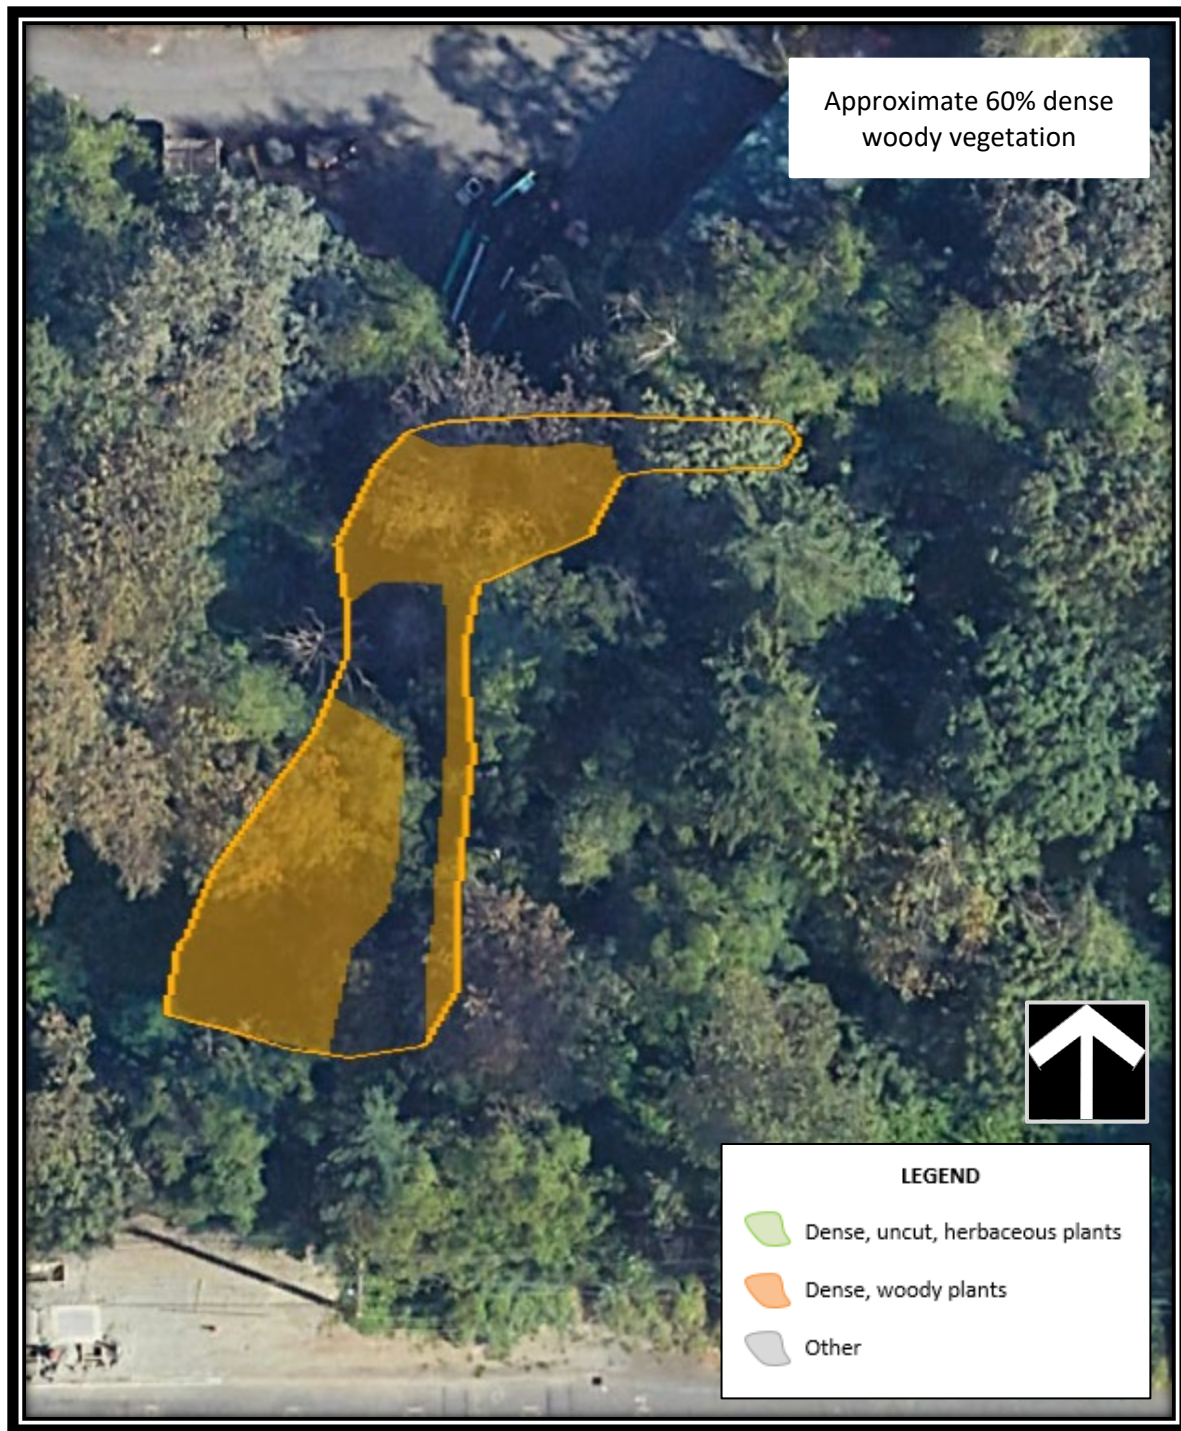 Approximate 60% dense
woody vegetation
LEGEND
Dense, uncut, herbaceous plants
Dense, woody plants
Other